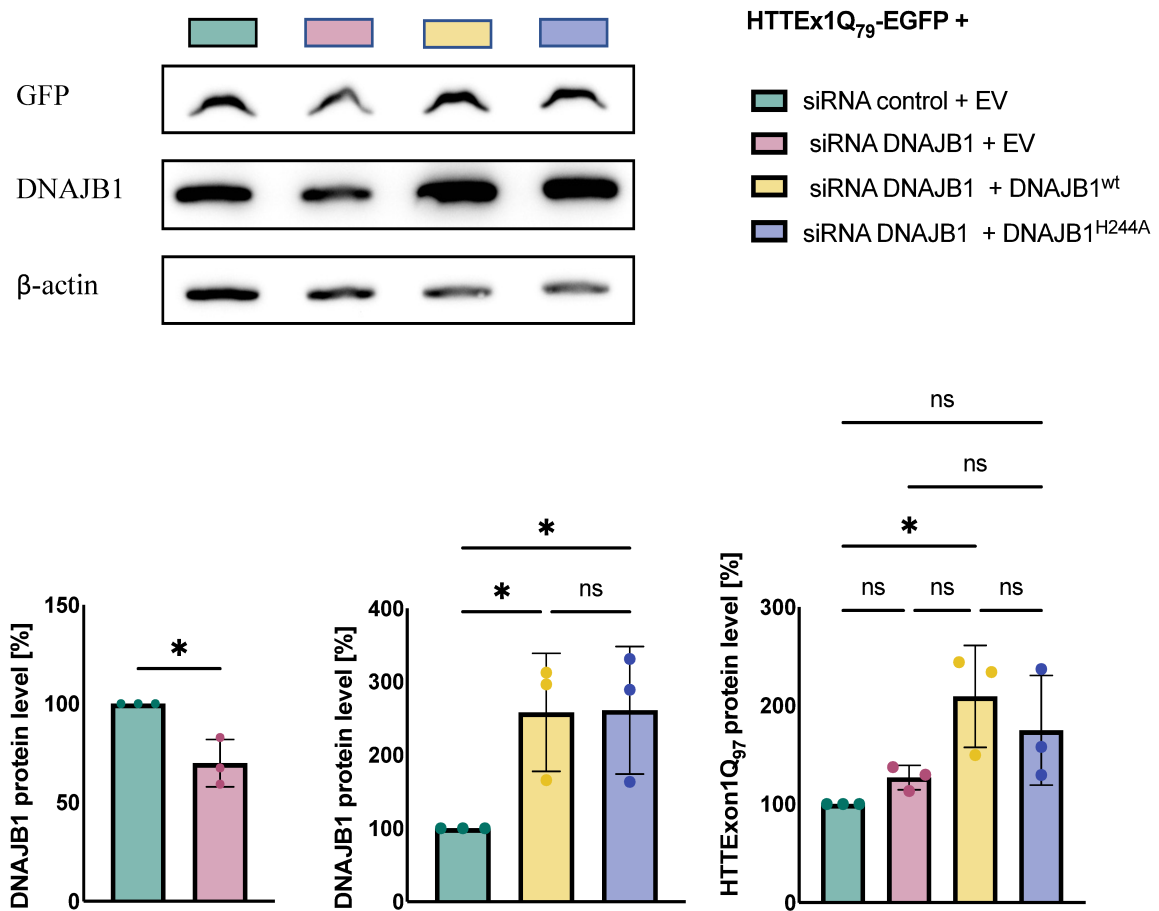 HTTEx1Q79-EGFP +
GFP
DNAJB1
β-actin
siRNA control + EV
siRNA DNAJB1 + EV
siRNA DNAJB1 + DNAJB1wt
siRNA DNAJB1 + DNAJB1H244A
DNAJB1 protein level [%]
150
100
50
0
*
DNAJB1 protein level [%]
400
300
200
100
0
*
*
ns
HTTExon1Q97 protein level [%]
300
200
100
0
ns
ns
*
ns
ns
ns